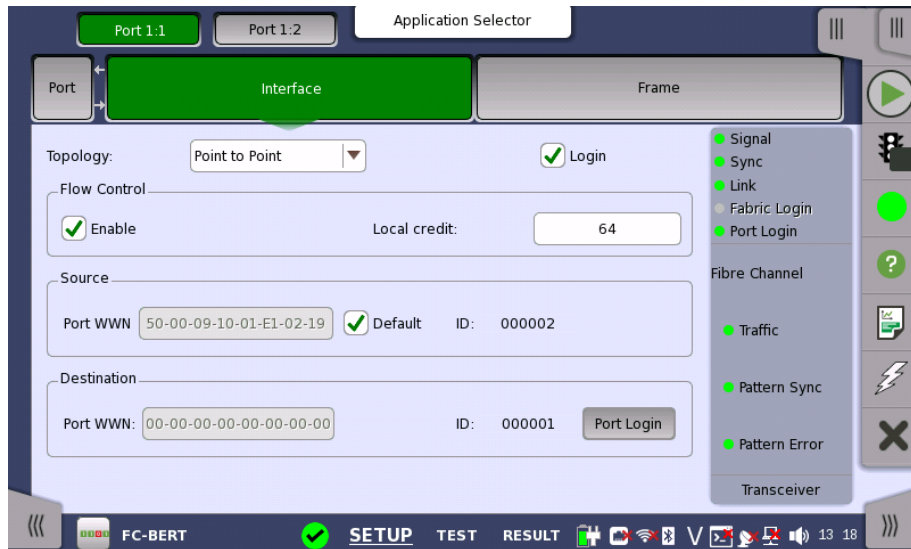 Port 1:1
Port 1:2
Application Selector
Port
Interface
Frame
Topology:
Point to Point
Login
Flow Control
Enable
Local credit:
64
Source
Port WWN
50-00-09-10-01-E1-02-19
Default
ID:
000002
Destination
Port WWN:
00-00-00-00-00-00-00-00
ID:
000001
Port Login
Signal
Sync
Link
Fabric Login
Port Login
Fibre Channel
Traffic
Pattern Sync
Pattern Error
Transceiver
FC-BERT
SETUP
TEST
RESULT
V
13 18